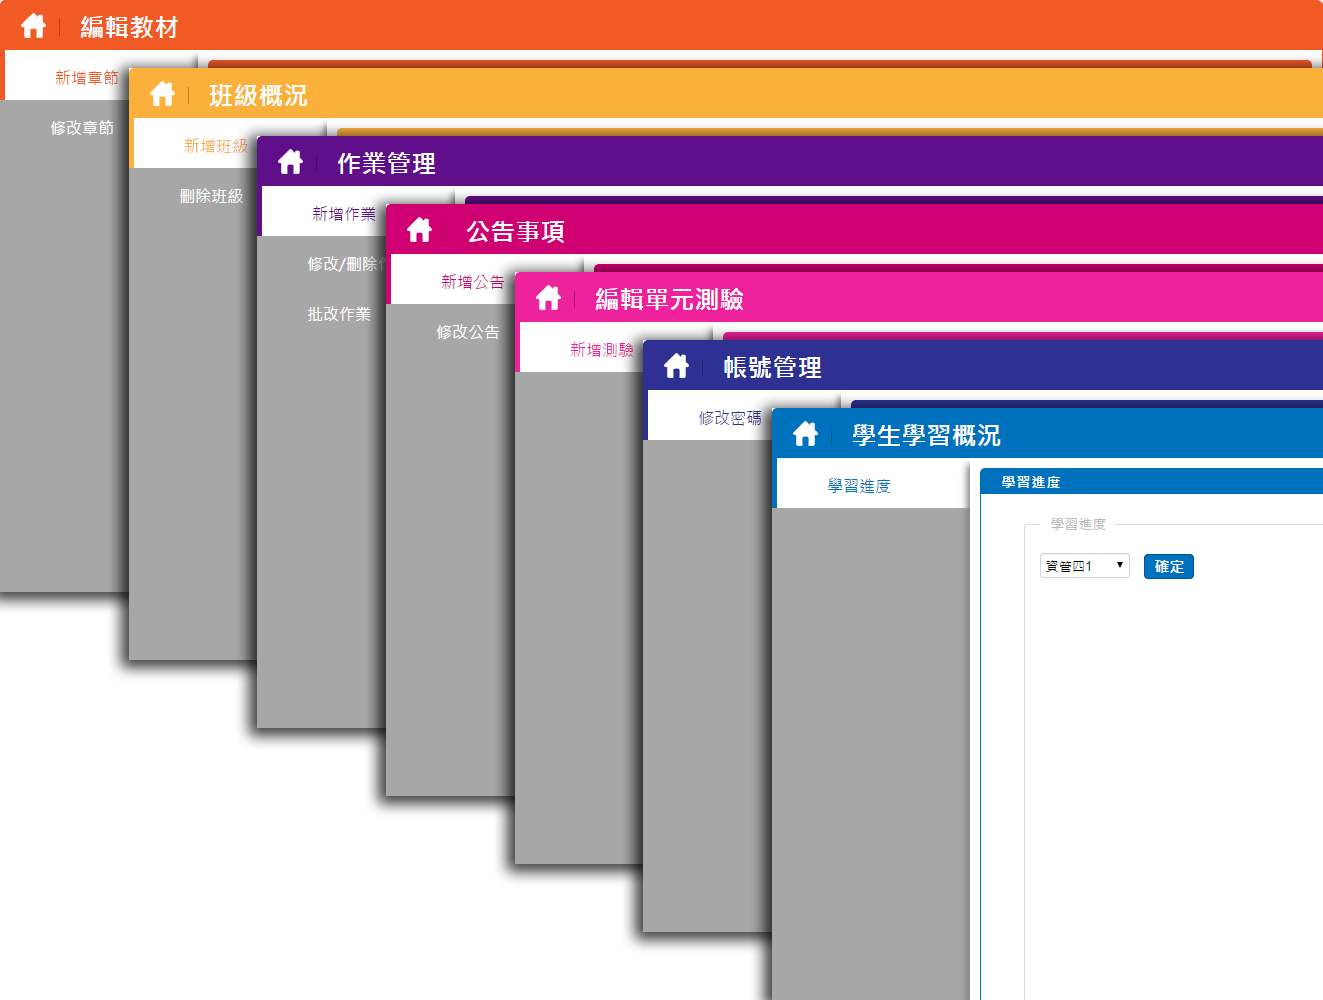 編輯教材
新增章節
修改章節
班級概況
新增班級
刪除班級
作業管理
新增作業
修改/刪除作
批改作業
公告事項
新增公告
修改公告
編輯單元測驗
新增測驗
帳號管理
修改密碼
學生學習概況
學習進度
學習進度
學習進度
資管四1
確定